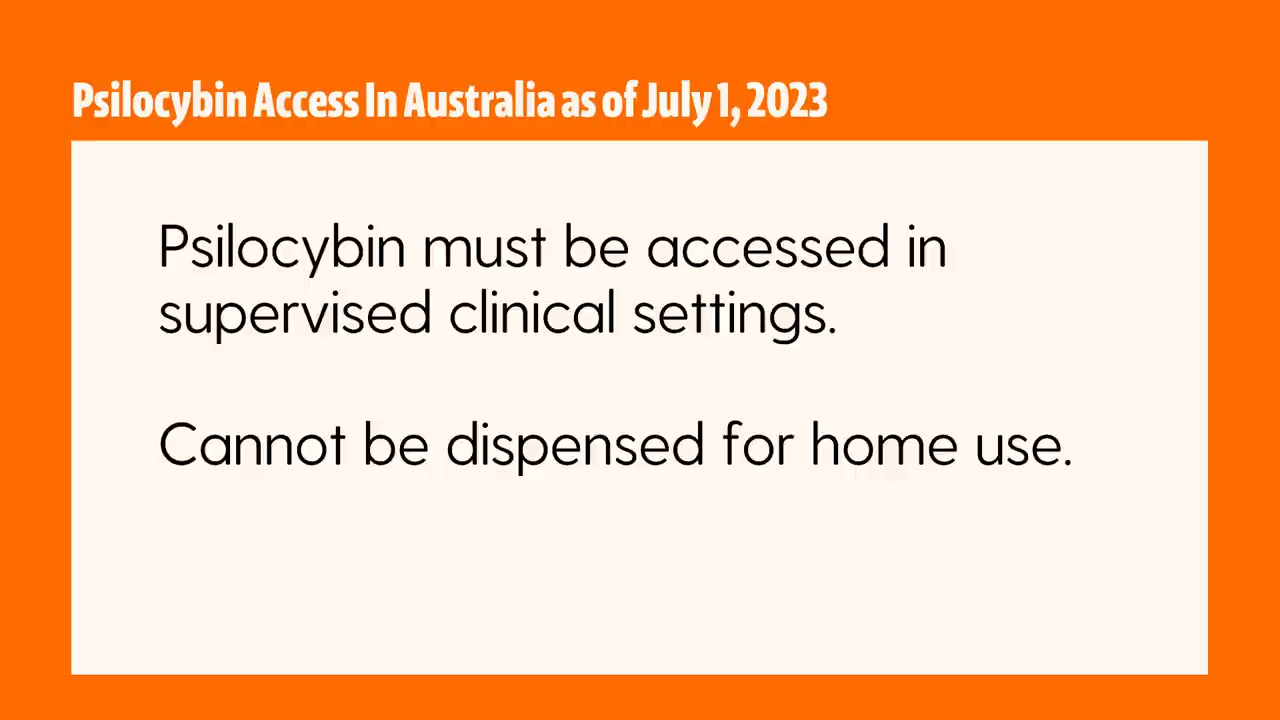 Psilocybin Access In Australia as of July 1, 2023
Psilocybin must be accessed in
supervised clinical settings.
Cannot be dispensed for home use.